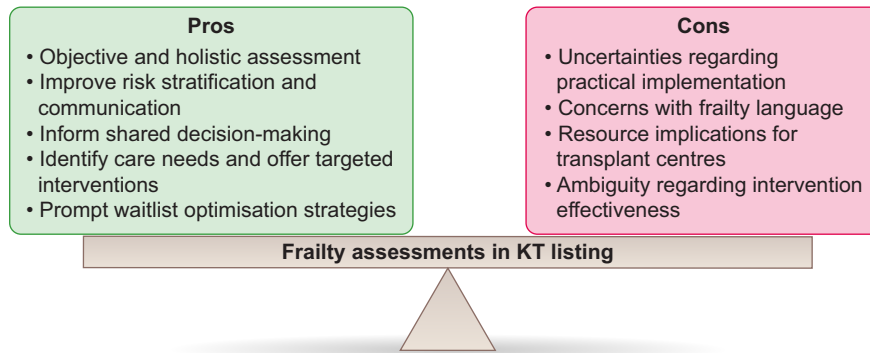 Pros
• Objective and holistic assessment
• Improve risk stratification and
communication
• Inform shared decision-making
• Identify care needs and offer targeted
interventions
• Prompt waitlist optimisation strategies
Cons
• Uncertainties regarding
practical implementation
• Concerns with frailty language
• Resource implications for
transplant centres
• Ambiguity regarding intervention
effectiveness
Frailty assessments in KT listing